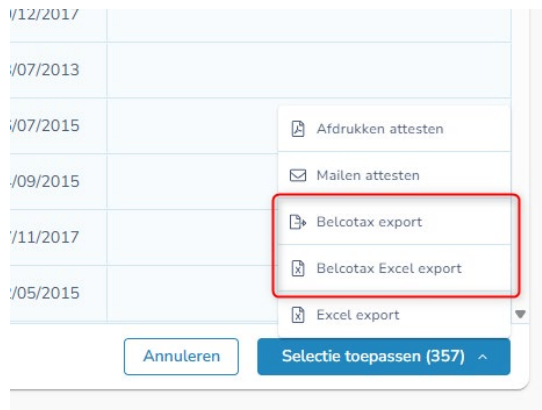 /12/2017
/07/2013
/07/2015
Afdrukken attesten
Mailen attesten
/09/2015
Belcotax export
/11/2017
Belcotax Excel export
/05/2015
Excel export
Annuleren
Selectie toepassen (357)